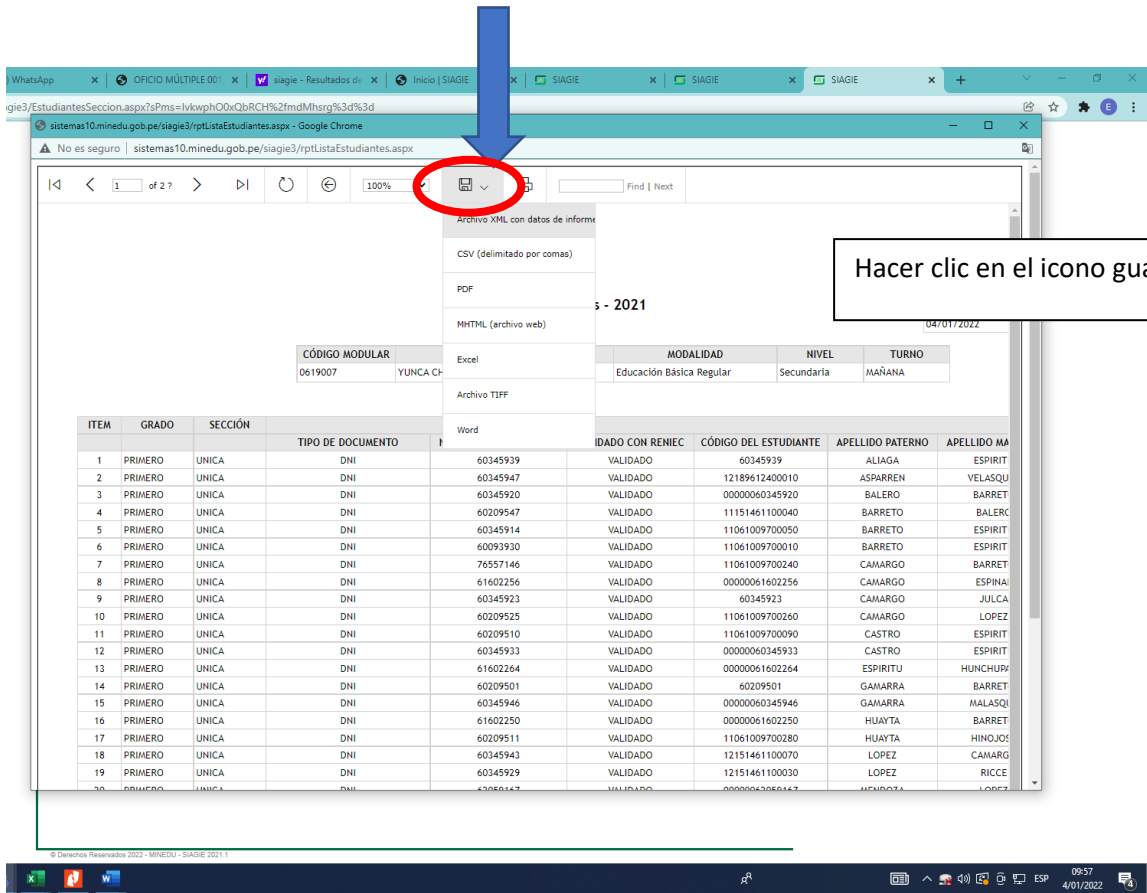 WhatsApp OFICIO MÚLTIPLE 001 siagie - Resultados de Inicio | SIAGIE SIAGIE SIAGIE SIAGIE
gie3/EstudiantesSeccion.aspx?sPms=lvkwphO0xQbRCH%2fmdMhsrg%3d%3d
sistemas10.minedu.gob.pe/siagie3/rptListaEstudiantes.aspx - Google Chrome
No es seguro | sistemas10.minedu.gob.pe/siagie3/rptListaEstudiantes.aspx
1 of 2 ? 100% Find | Next
Archivo XML con datos de informe
CSV (delimitado por comas)
PDF
MHTML (archivo web)
Excel
Archivo TIFF
Word
Hacer clic en el icono gua
s - 2021
04/01/2022
CÓDIGO MODULAR MODALIDAD NIVEL TURNO
0619007 YUNCA CH Educación Básica Regular Secundaria MAÑANA
ITEM GRADO SECCIÓN
TIPO DE DOCUMENTO IDADO CON RENIEC CÓDIGO DEL ESTUDIANTE APELLIDO PATERNO APELLIDO MA
1 PRIMERO UNICA DNI 60345939 VALIDADO 60345939 ALIAGA ESPIRIT
2 PRIMERO UNICA DNI 60345947 VALIDADO 12189612400010 ASPARREN VELASQU
3 PRIMERO UNICA DNI 60345920 VALIDADO 00000060345920 BALERO BARRET
4 PRIMERO UNICA DNI 60209547 VALIDADO 11151461100040 BARRETO BALERO
5 PRIMERO UNICA DNI 60345914 VALIDADO 11061009700050 BARRETO ESPIRIT
6 PRIMERO UNICA DNI 60093930 VALIDADO 11061009700010 BARRETO ESPIRIT
7 PRIMERO UNICA DNI 76557146 VALIDADO 11061009700240 CAMARGO BARRET
8 PRIMERO UNICA DNI 61602256 VALIDADO 00000061602256 CAMARGO ESPINA
9 PRIMERO UNICA DNI 60345923 VALIDADO 60345923 CAMARGO JULCA
10 PRIMERO UNICA DNI 60209525 VALIDADO 11061009700260 CAMARGO LOPEZ
11 PRIMERO UNICA DNI 60209510 VALIDADO 11061009700090 CASTRO ESPIRIT
12 PRIMERO UNICA DNI 60345933 VALIDADO 00000060345933 CASTRO ESPIRIT
13 PRIMERO UNICA DNI 61602264 VALIDADO 00000061602264 ESPIRITU HUNCHUPA
14 PRIMERO UNICA DNI 60209501 VALIDADO 60209501 GAMARRA BARRET
15 PRIMERO UNICA DNI 60345946 VALIDADO 00000060345946 GAMARRA MALASQU
16 PRIMERO UNICA DNI 61602250 VALIDADO 00000061602250 HUAYTA BARRET
17 PRIMERO UNICA DNI 60209511 VALIDADO 11061009700280 HUAYTA HINOJOS
18 PRIMERO UNICA DNI 60345943 VALIDADO 12151461100070 LOPEZ CAMARG
19 PRIMERO UNICA DNI 60345929 VALIDADO 12151461100030 LOPEZ RICCE
20 PRIMERO UNICA DNI 62059167 VALIDADO 00000062059167 MENDOZA LOPEZ
© Derechos Reservados 2022 - MINEDU - SIAGIE 2021.1
ESP 09:57
4/01/2022